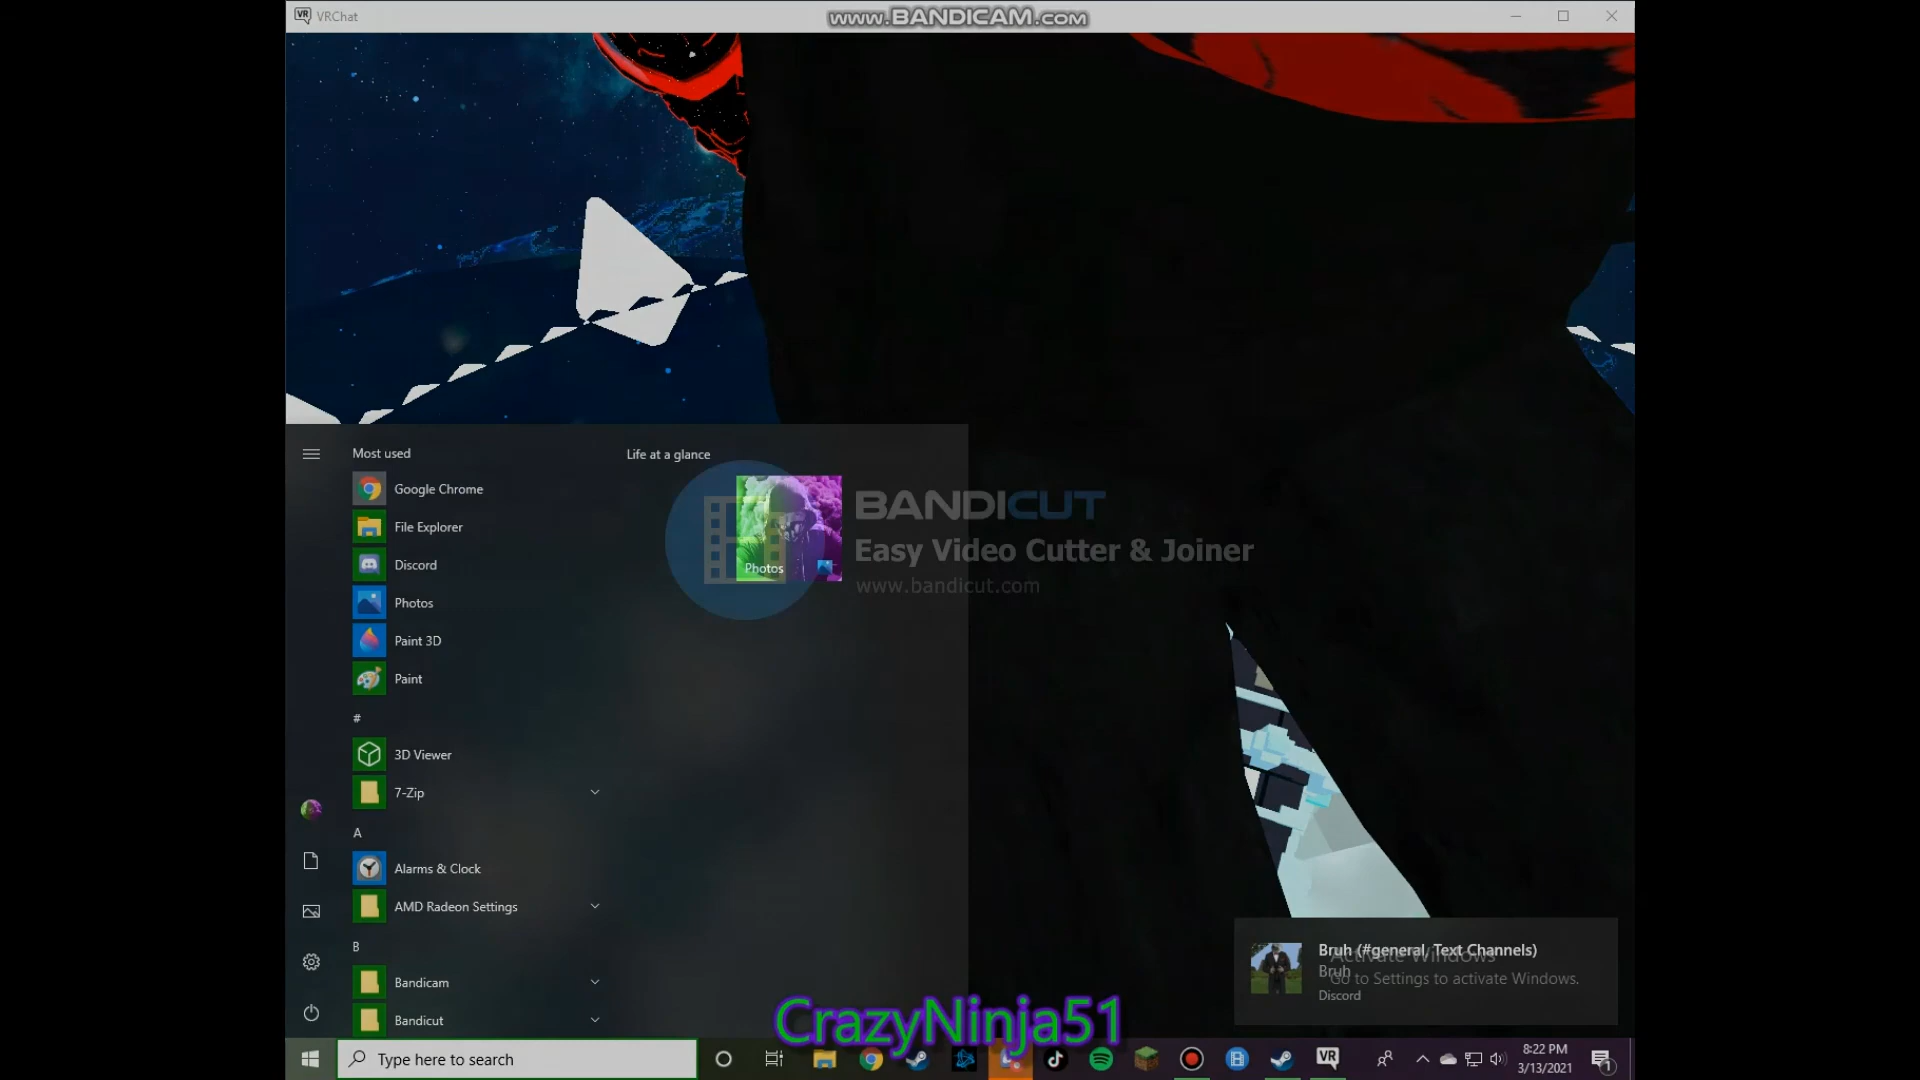 VRChat
www.BANDICAM.com
Most used
Life at a glance
Google Chrome
File Explorer
Discord
Photos
Paint 3D
Paint
#
3D Viewer
7-Zip
A
Alarms & Clock
AMD Radeon Settings
B
Bandicam
Bandicut
Photos
BANDICUT
Easy Video Cutter & Joiner
www.bandicut.com
Bruh (#general, Text Channels)
Bruh
Discord
Activate Windows
Go to Settings to activate Windows.
CrazyNinja51
Type here to search
VR
8:22 PM
3/13/2021
1